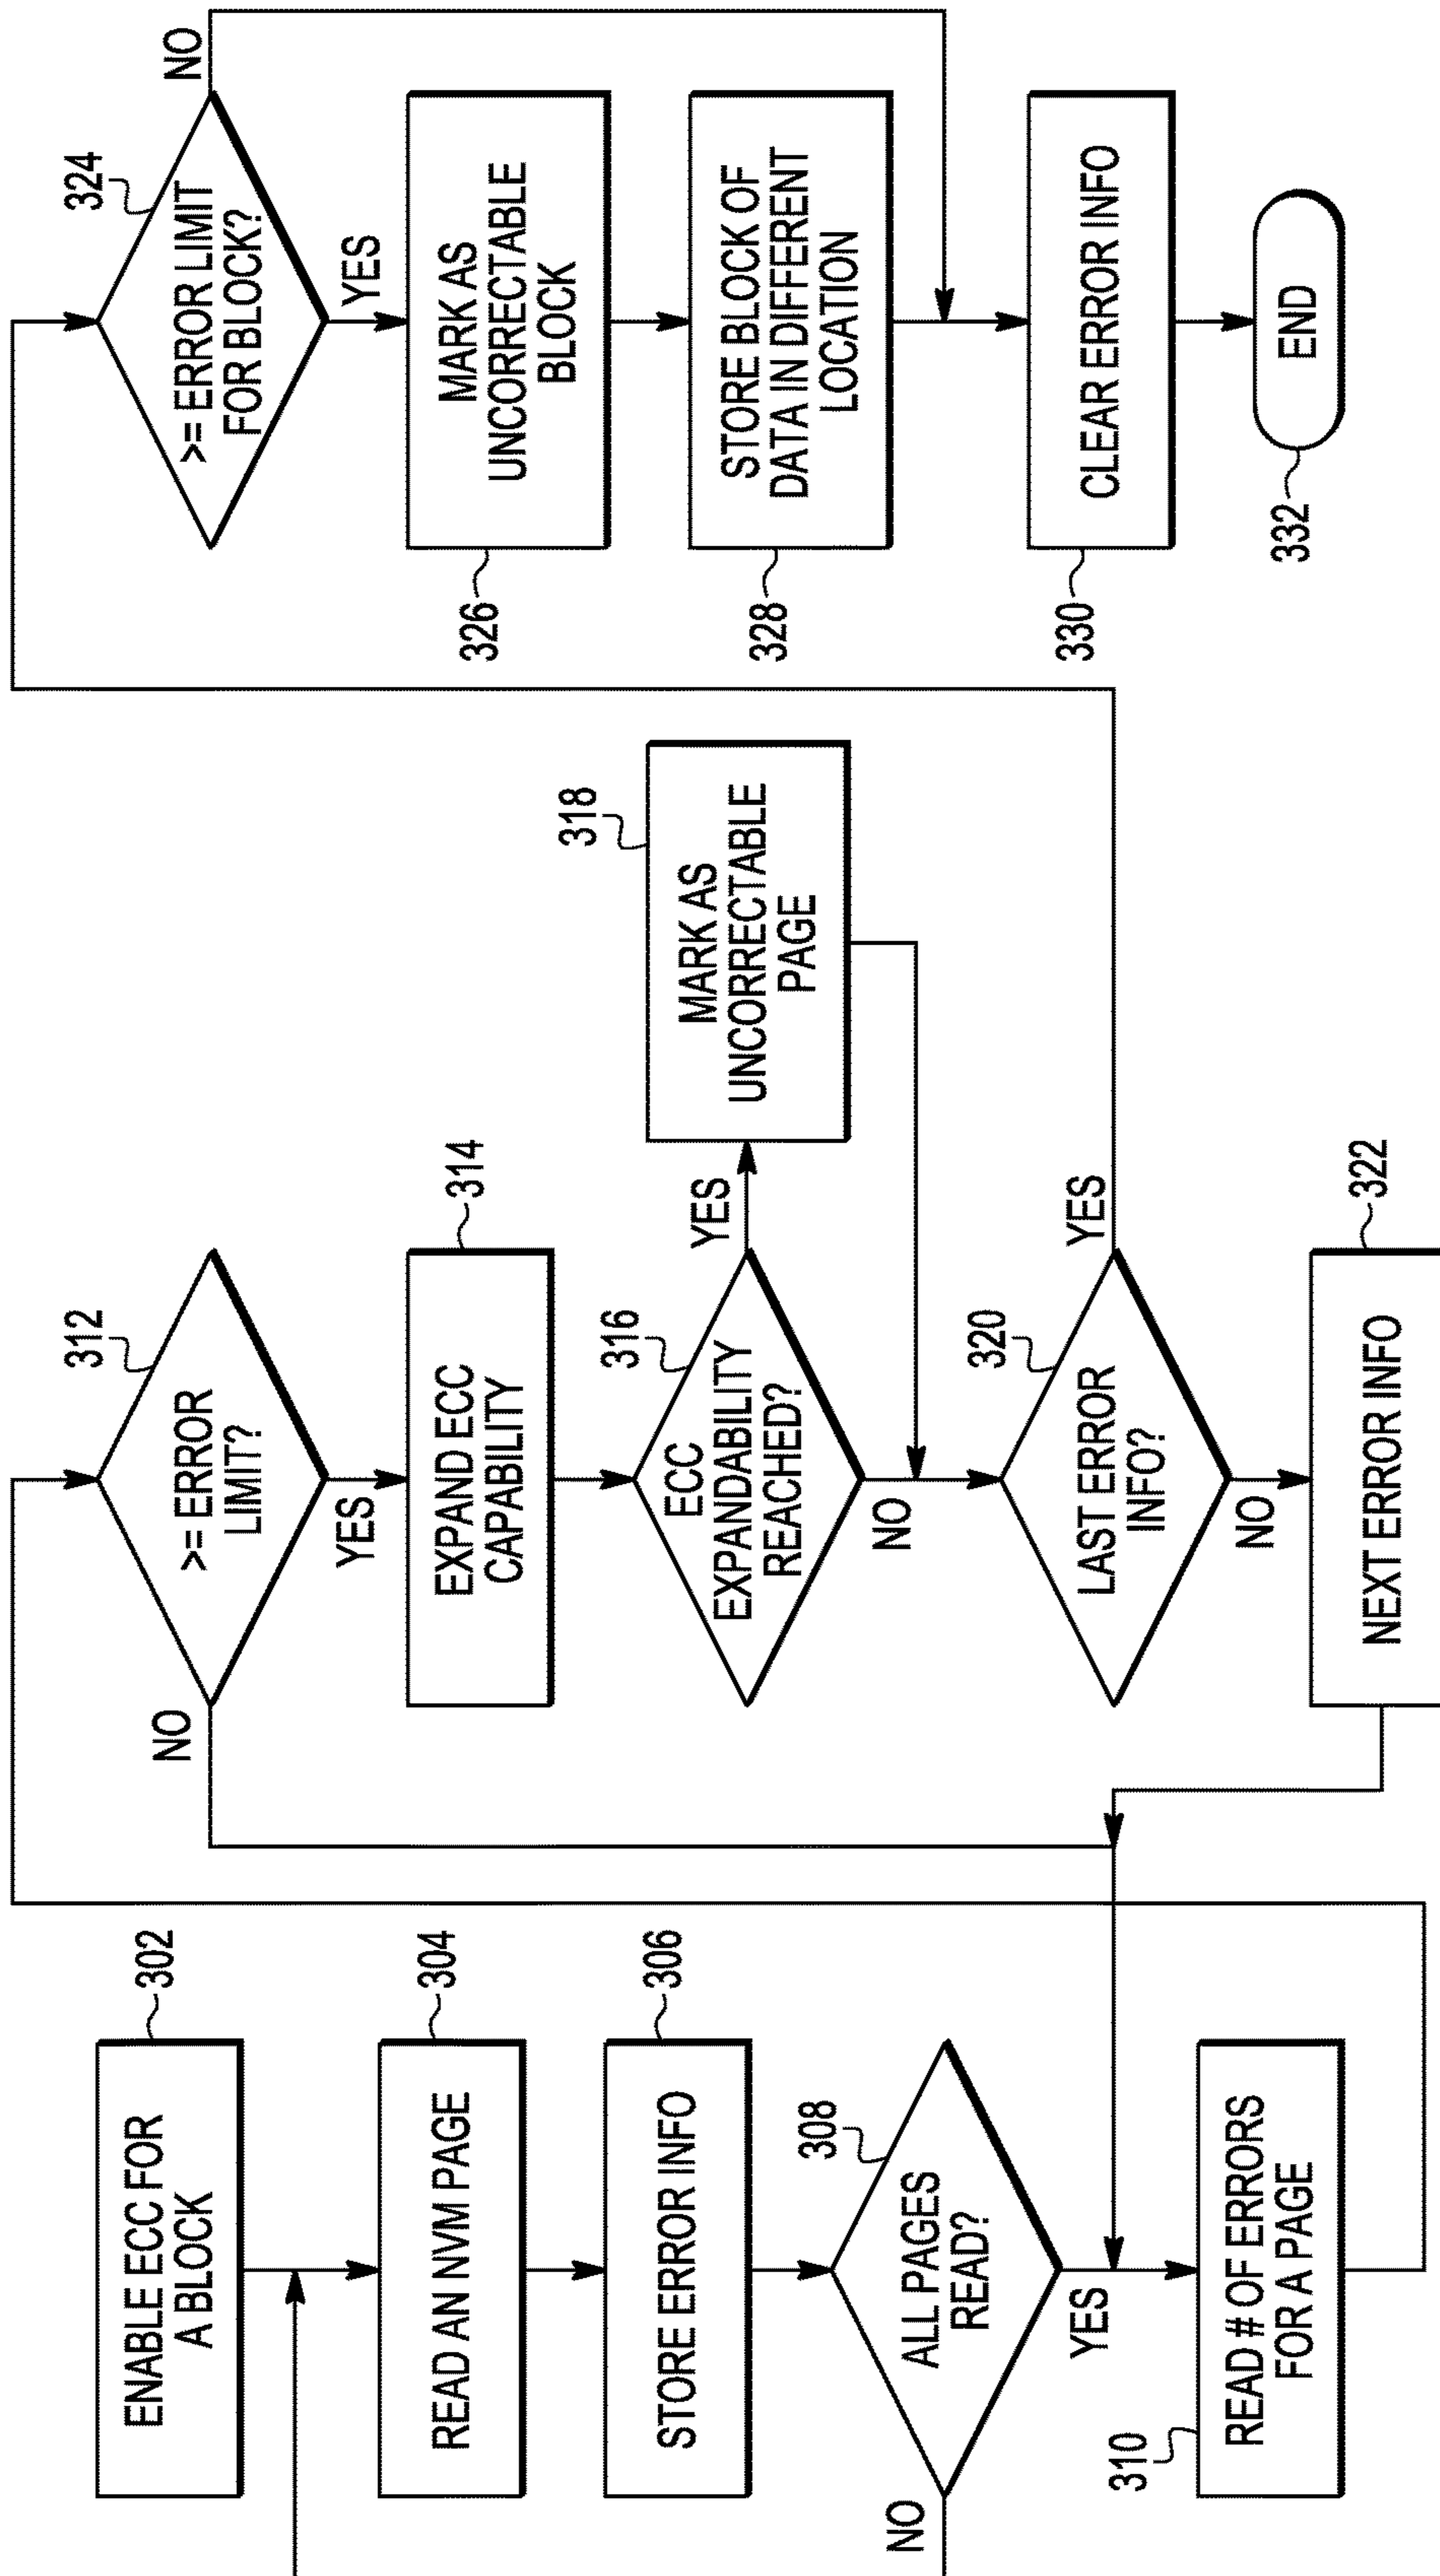 302
ENABLE ECC FOR
A BLOCK
304
READ AN NVM PAGE
306
STORE ERROR INFO
308
ALL PAGES
READ?
NO
YES
310
READ # OF ERRORS
FOR A PAGE
312
>= ERROR
LIMIT?
NO
YES
314
EXPAND ECC
CAPABILITY
316
ECC
EXPANDABILITY
REACHED?
YES
NO
318
MARK AS
UNCORRECTABLE
PAGE
320
LAST ERROR
INFO?
YES
NO
322
NEXT ERROR INFO
324
>= ERROR LIMIT
FOR BLOCK?
NO
YES
326
MARK AS
UNCORRECTABLE
BLOCK
328
STORE BLOCK OF
DATA IN DIFFERENT
LOCATION
330
CLEAR ERROR INFO
332
END